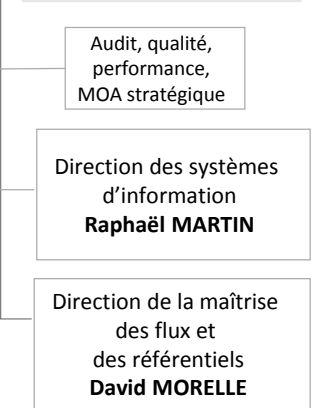 Audit, qualité,
performance,
MOA stratégique
Direction des systèmes
d’information
Raphaël MARTIN
Direction de la maîtrise
des flux et
des référentiels
David MORELLE